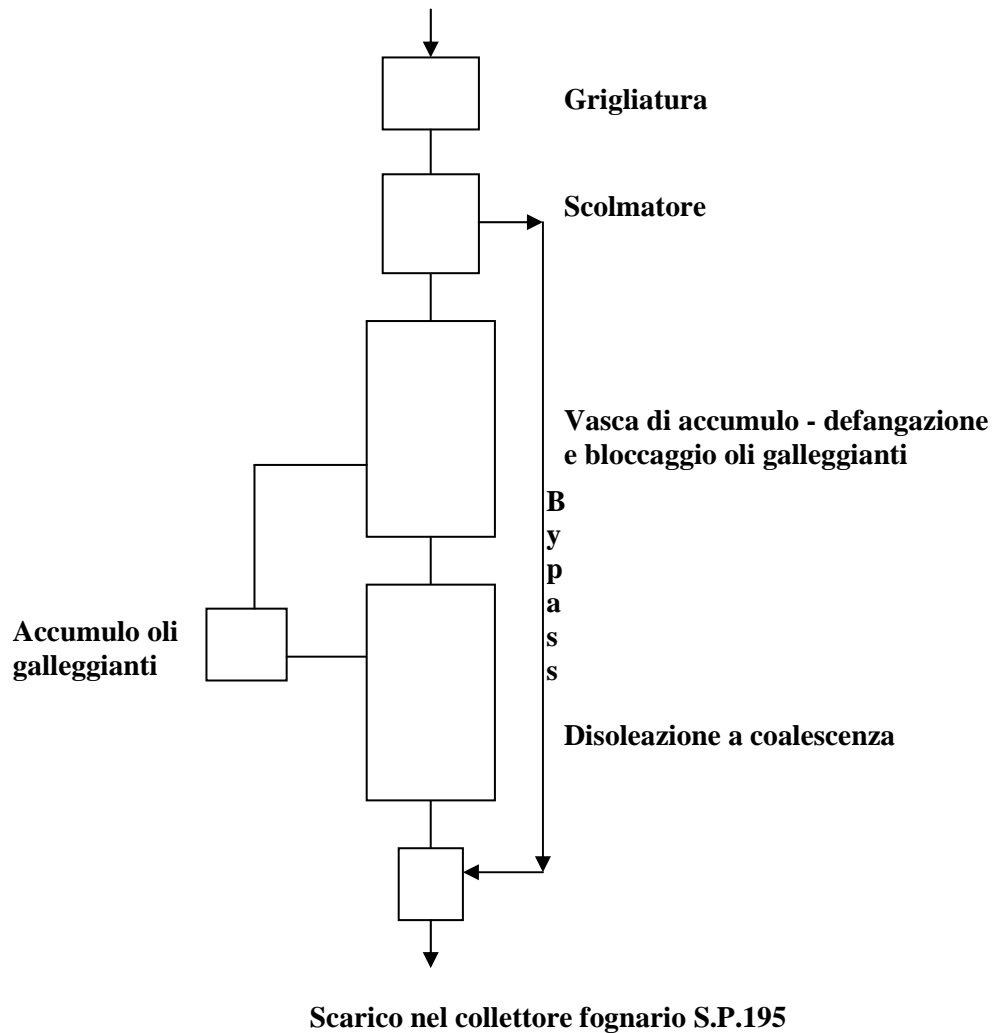 Grigliatura
Scolmatore
Vasca di accumulo - defangazione
e bloccaggio oli galleggianti
Bypass
Accumulo oli
galleggianti
Disoleazione a coalescenza
Scarico nel collettore fognario S.P.195